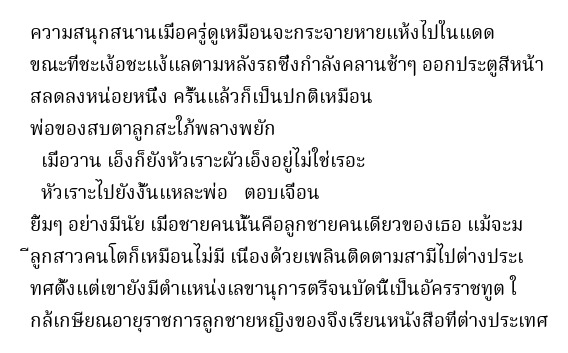 ความสนุกสนานเมื่อครู่ดูเหมือนจะกระจายหายแห้งไปในแดด
ขณะที่ชะเง้อชะแง้แลตามหลังรถซึ่งกำลังคลานช้าๆ ออกประตูสีหน้า
สลดลงหน่อยหนึ่ง ครั้นแล้วก็เป็นปกติเหมือน
พ่อของสบตาลูกสะใภ้พลางพยัก
เมื่อวาน เอ็งก็ยังหัวเราะผัวเอ็งอยู่ไม่ใช่เรอะ
หัวเราะไปยังงั้นแหละพ่อ ตอบเจือน
ยิ้มๆ อย่างมีนัย เมื่อชายคนนั้นคือลูกชายคนเดียวของเธอ แม้จะม
ีลูกสาวคนโตก็เหมือนไม่มี เนื่องด้วยเพลินติดตามสามีไปต่างประเ
ทศตั้งแต่เขายังมีตำแหน่งเลขานุการตรีจนบัดนี้เป็นอัครราชทูต ใ
กล้เกษียณอายุราชการลูกชายหญิงของจึงเรียนหนังสือที่ต่างประเทศ